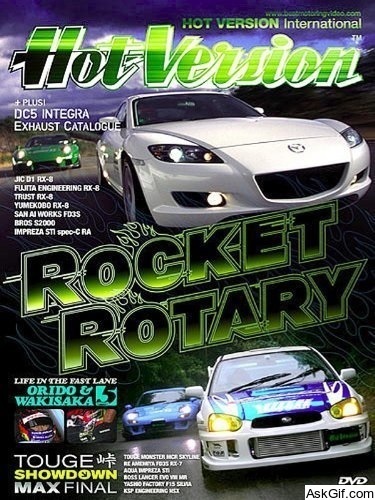 www.bestmotoringvideo.com
HOT VERSION International
Hot-Version TM
+ PLUS!
DC5 INTEGRA
EXHAUST CATALOGUE
JIC D1 RX-8
FUJITA ENGINEERING RX-8
TRUST RX-8
YUMEKOBO RX-8
SAN AI WORKS FD3S
BROS S2000
IMPREZA STI spec-C RA
ROCKET
ROTARY
LIFE IN THE FAST LANE
ORIDO &
WAKISAKA 5
TOUGE 峠
SHOWDOWN
MAX FINAL
TOUGE MONSTER HCR SKYLINE
RE AMEMIYA FD3S RX-7
AQUA IMPREZA STI
BOSS LANCER EVO VIII MR
YASHIO FACTORY F15 SILVIA
KSP ENGINEERING NSX
DVD
AskGif.com